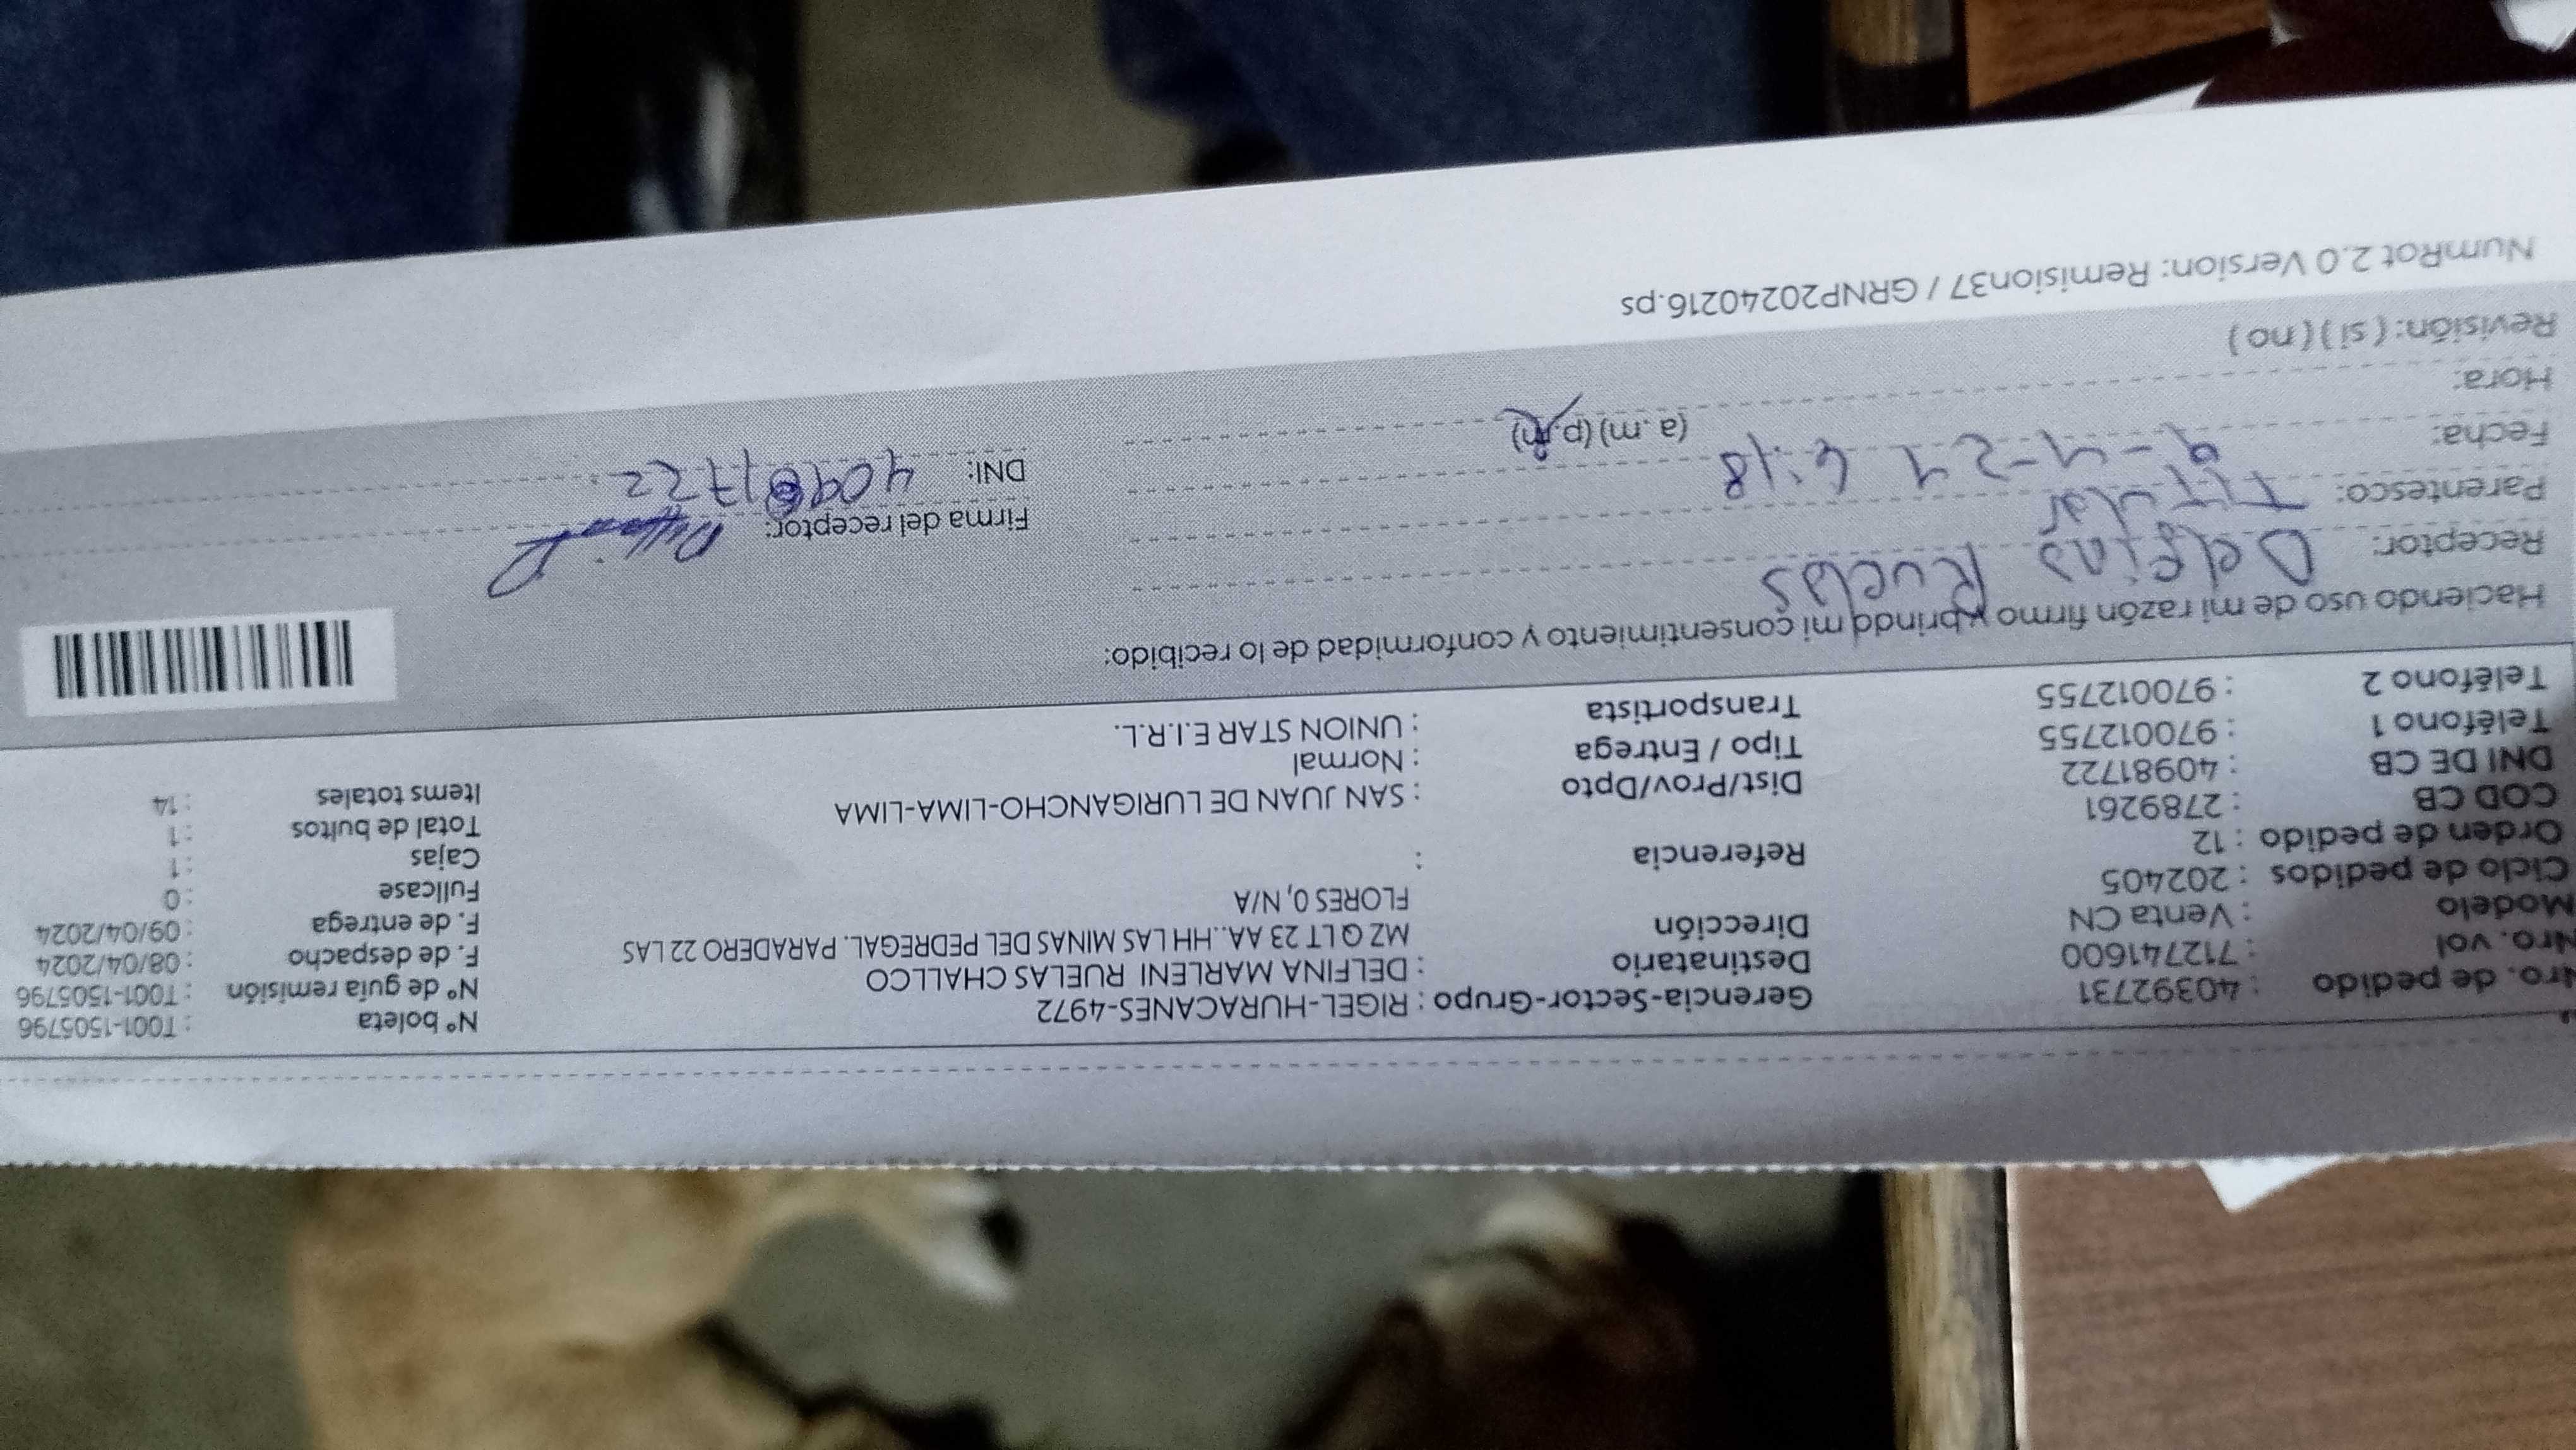 Nro. de pedido : 40392731 Gerencia-Sector-Grupo : RIGEL-HURACANES-4972 N° boleta : T001-1505796
Nro. vol : 712741600 Destinatario : DELFINA MARLENI RUELAS CHALLCO N° de guía remisión : T001-1505796
Modelo : Venta CN Dirección MZ Q LT 23 AA..HH LAS MINAS DEL PEDREGAL. PARADERO 22 LAS F. de despacho : 08/04/2024
Ciclo de pedidos : 202405 FLORES 0, N/A F. de entrega : 09/04/2024
Orden de pedido : 12 Referencia : Fullcase : 0
COD CB : 2789261 Cajas : 1
DNI DE CB : 40981722 Dist/Prov/Dpto : SAN JUAN DE LURIGANCHO-LIMA-LIMA Total de bultos : 1
Teléfono 1 : 970012755 Tipo / Entrega : Normal Items totales : 14
Teléfono 2 : 970012755 Transportista : UNION STAR E.I.R.L.
Haciendo uso de mi razón firmo y brindo mi consentimiento y conformidad de lo recibido:
Receptor: Delfina Ruelas
Parentesco: Titular Firma del receptor:
Fecha: 9-4-24 6:18 DNI:
Hora: (a.m) (p.m)
Revisión: ( si ) ( no )
NumRot 2.0 Version: Remision37 / GRNP20240216.ps